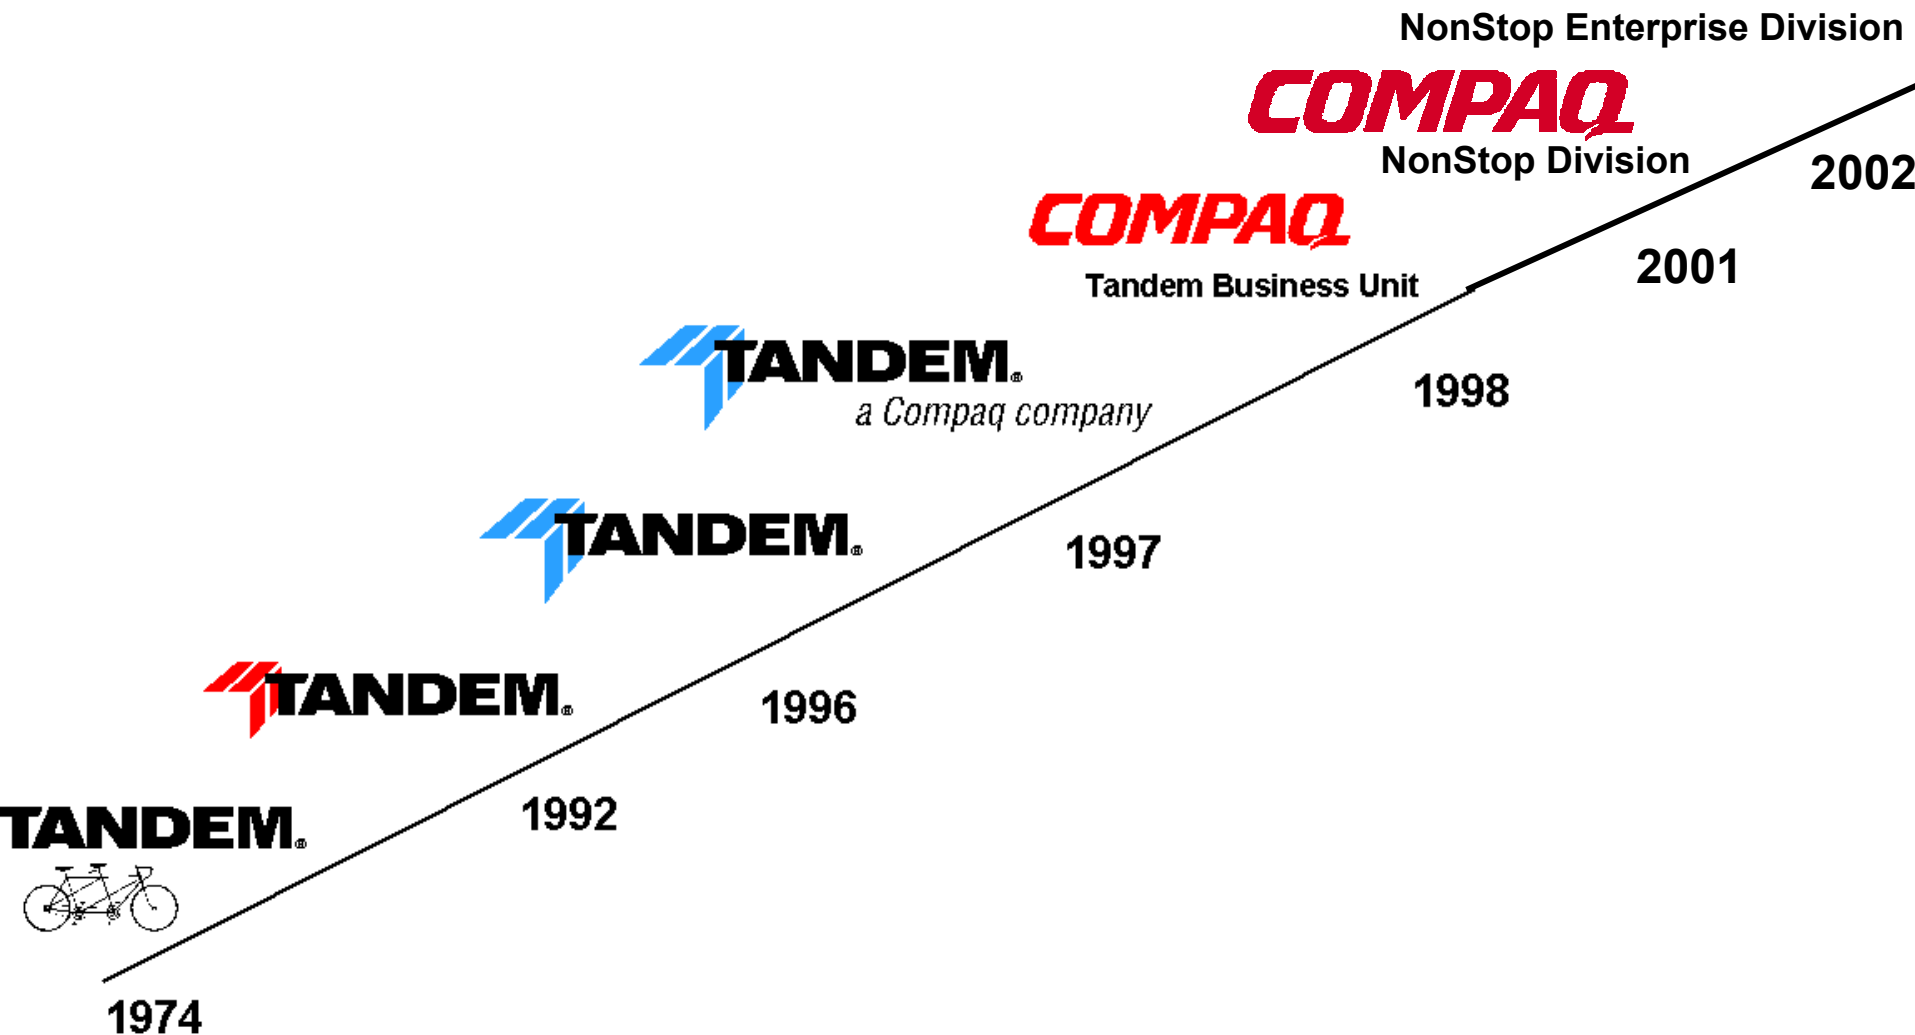 NonStop Enterprise Division
COMPAQ
NonStop Division
2002
COMPAQ
Tandem Business Unit
2001
TANDEM®
a Compaq company
1998
TANDEM®
1997
TANDEM®
1996
TANDEM®
1992
1974